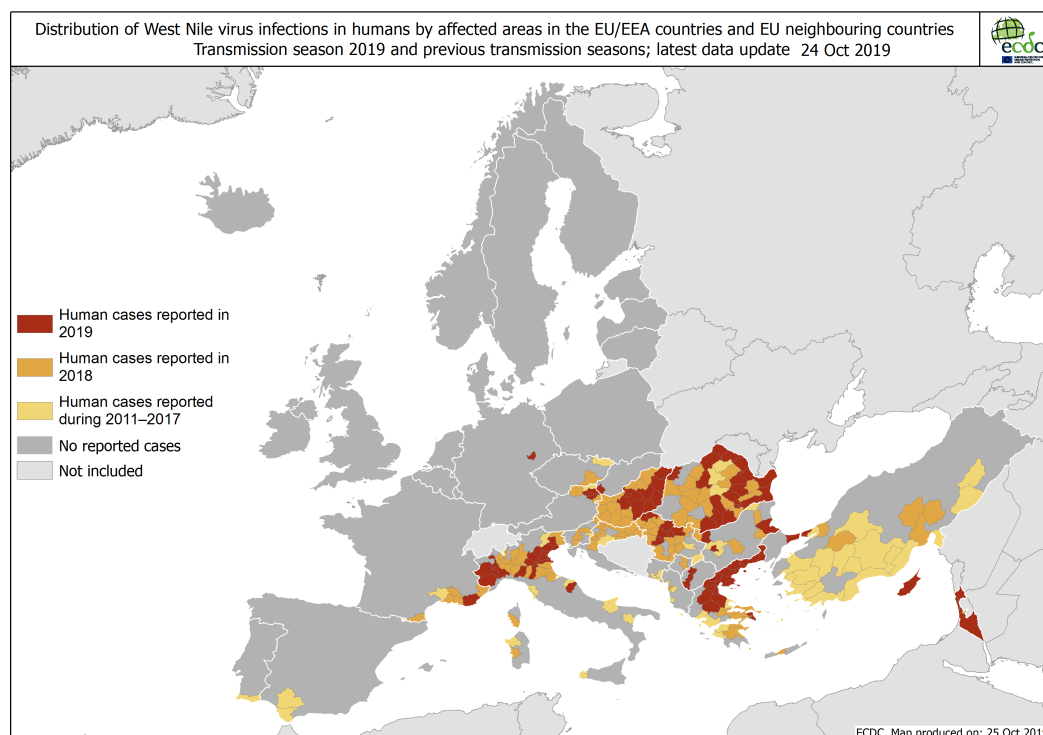 Distribution of West Nile virus infections in humans by affected areas in the EU/EEA countries and EU neighbouring countries
Transmission season 2019 and previous transmission seasons; latest data update 24 Oct 2019
ecdc
Human cases reported in
2019
Human cases reported in
2018
Human cases reported
during 2011–2017
No reported cases
Not included
ECDC. Map produced on: 25 Oct 2019